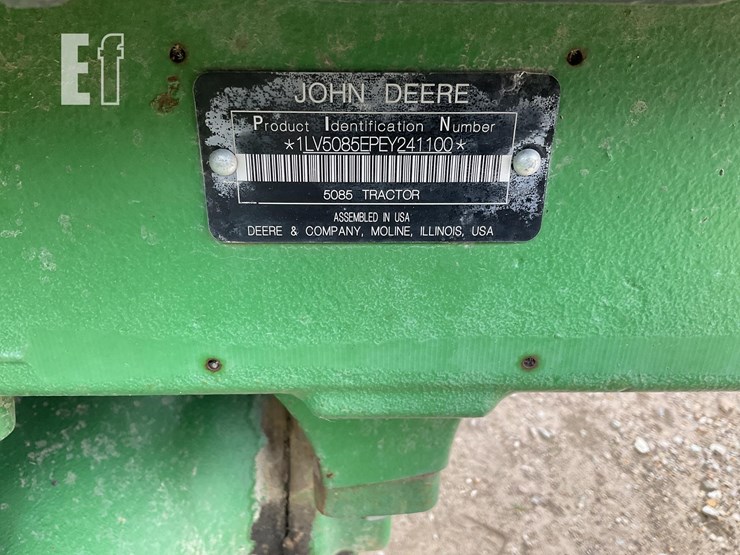 Ef
JOHN DEERE
Product Identification Number
*1LV5085EPEY241100*
5085 TRACTOR
ASSEMBLED IN USA
DEERE & COMPANY, MOLINE, ILLINOIS, USA